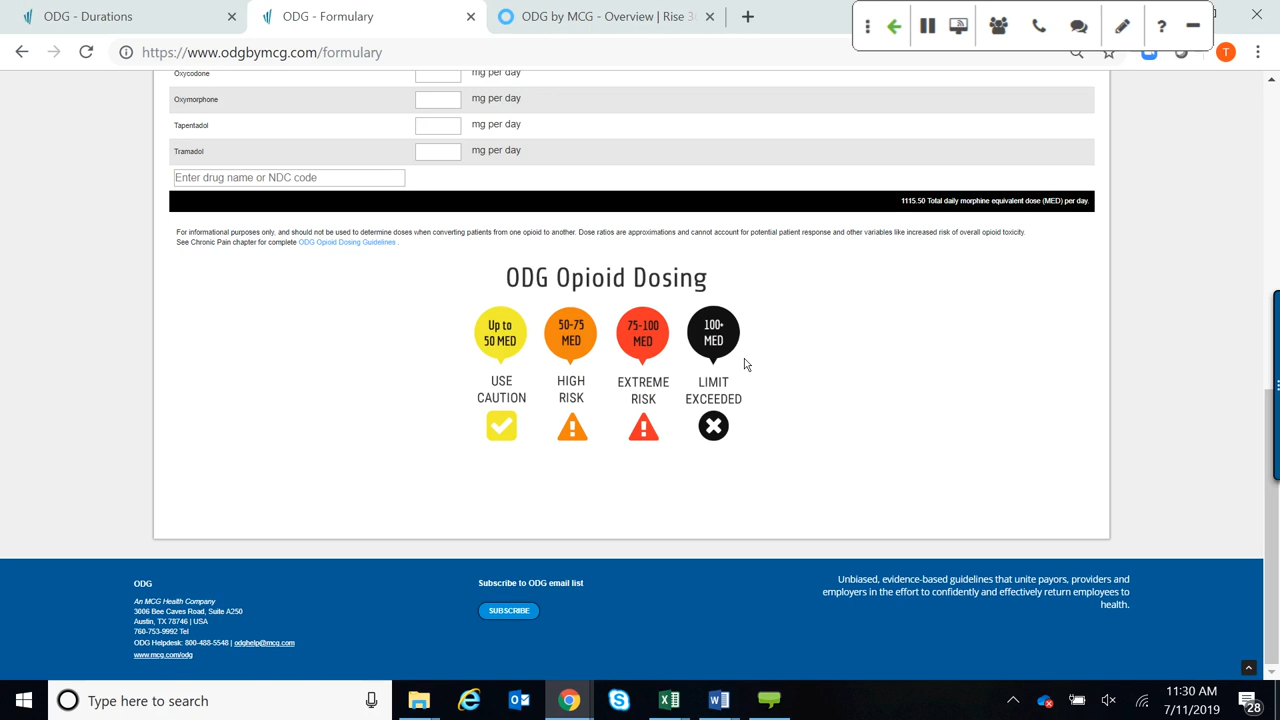 ODG - Durations
ODG - Formulary
ODG by MCG - Overview | Rise 36
https://www.odgbymcg.com/formulary
T
Oxycodone mg per day
Oxymorphone mg per day
Tapentadol mg per day
Tramadol mg per day
Enter drug name or NDC code
1115.50 Total daily morphine equivalent dose (MED) per day.
For informational purposes only, and should not be used to determine doses when converting patients from one opioid to another. Dose ratios are approximations and cannot account for potential patient response and other variables like increased risk of overall opioid toxicity.
See Chronic Pain chapter for complete ODG Opioid Dosing Guidelines .
ODG Opioid Dosing
Up to
50 MED
USE
CAUTION
50-75
MED
HIGH
RISK
75-100
MED
EXTREME
RISK
100+
MED
LIMIT
EXCEEDED
ODG
An MCG Health Company
3006 Bee Caves Road, Suite A250
Austin, TX 78746 | USA
760-753-9992 Tel
ODG Helpdesk: 800-488-5548 | odghelp@mcg.com
www.mcg.com/odg
Subscribe to ODG email list
SUBSCRIBE
Unbiased, evidence-based guidelines that unite payors, providers and
employers in the effort to confidently and effectively return employees to
health.
Type here to search
11:30 AM
7/11/2019
28